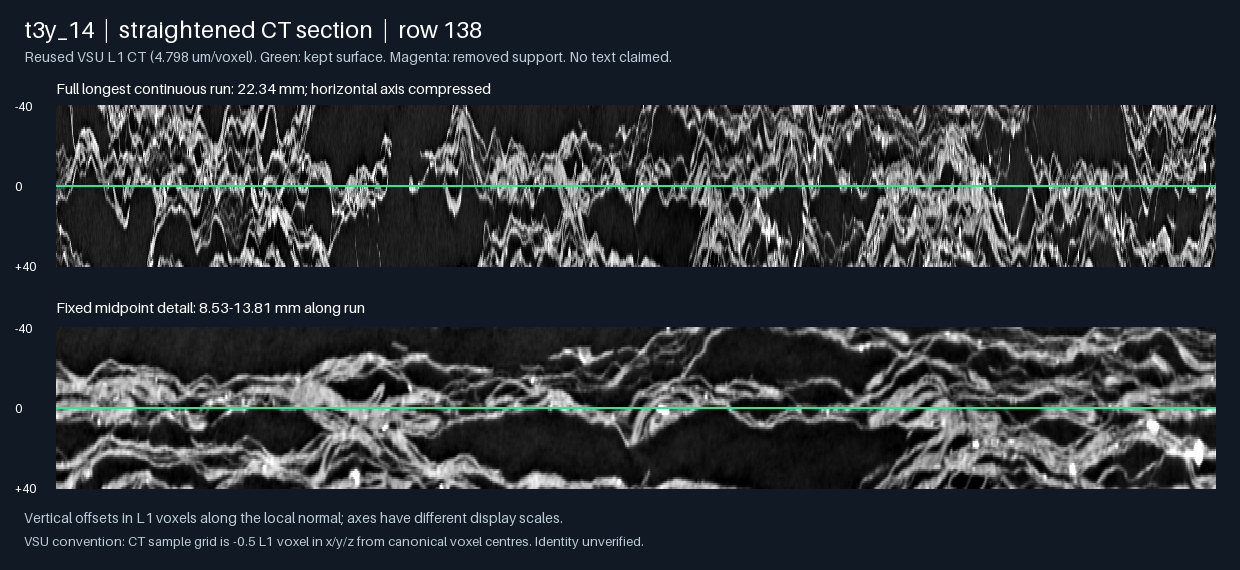 t3y_14 | straightened CT section | row 138
Reused VSU L1 CT (4.798 um/voxel). Green: kept surface. Magenta: removed support. No text claimed.
Full longest continuous run: 22.34 mm; horizontal axis compressed
-40
0
+40
Fixed midpoint detail: 8.53-13.81 mm along run
-40
0
+40
Vertical offsets in L1 voxels along the local normal; axes have different display scales.
VSU convention: CT sample grid is -0.5 L1 voxel in x/y/z from canonical voxel centres. Identity unverified.